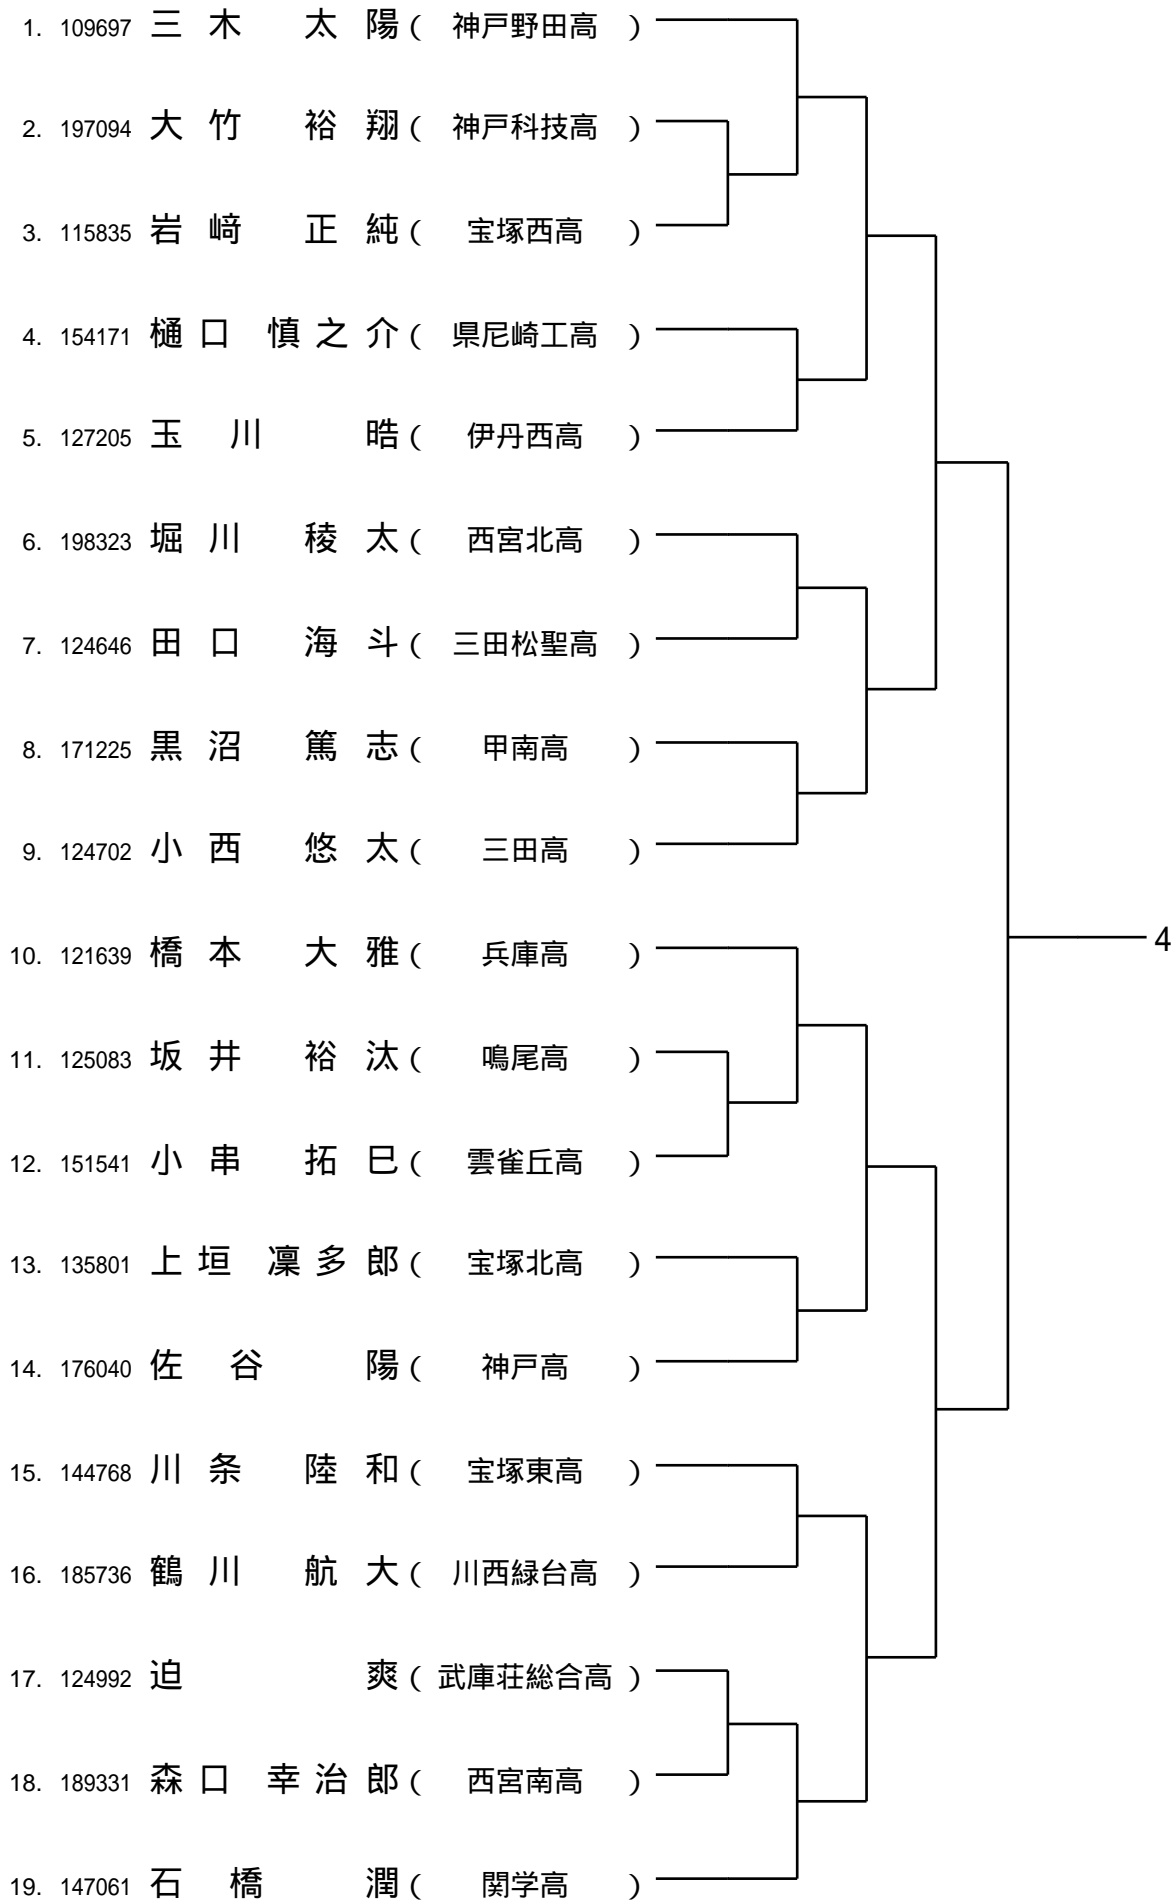 1. 109697 三木 太陽 ( 神戸野田高 )
2. 197094 大竹 裕翔 ( 神戸科技高 )
3. 115835 岩﨑 正純 ( 宝塚西高 )
4. 154171 樋口 慎之介 ( 県尼崎工高 )
5. 127205 玉川 晧 ( 伊丹西高 )
6. 198323 堀川 稜太 ( 西宮北高 )
7. 124646 田口 海斗 ( 三田松聖高 )
8. 171225 黒沼 篤志 ( 甲南高 )
9. 124702 小西 悠太 ( 三田高 )
10. 121639 橋本 大雅 ( 兵庫高 )
4
11. 125083 坂井 裕汰 ( 鳴尾高 )
12. 151541 小串 拓巳 ( 雲雀丘高 )
13. 135801 上垣 凜多郎 ( 宝塚北高 )
14. 176040 佐谷 陽 ( 神戸高 )
15. 144768 川条 陸和 ( 宝塚東高 )
16. 185736 鶴川 航大 ( 川西緑台高 )
17. 124992 迫 爽 ( 武庫荘総合高 )
18. 189331 森口 幸治郎 ( 西宮南高 )
19. 147061 石橋 潤 ( 関学高 )